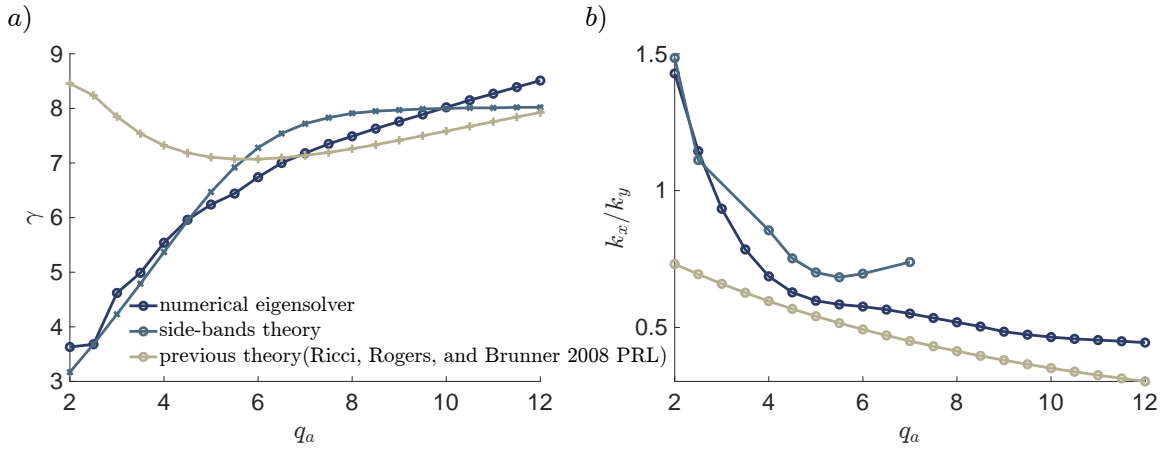 a)
9
8
7
6
5
4
3
γ
numerical eigensolver
side-bands theory
previous theory(Ricci, Rogers, and Brunner 2008 PRL)
2 4 6 8 10 12
q_a
b)
1.5
1
0.5
k_x/k_y
2 4 6 8 10 12
q_a